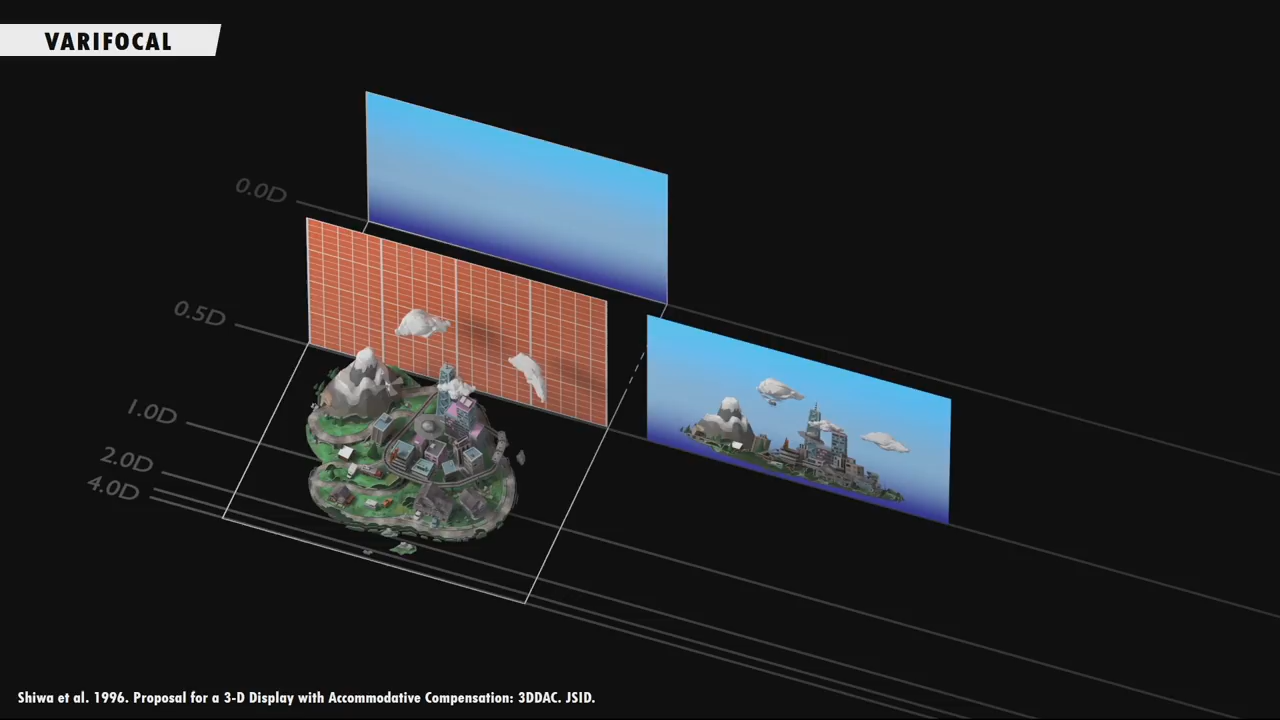 VARIFOCAL
0.0D
0.5D
1.0D
2.0D
4.0D
Shiwa et al. 1996. Proposal for a 3-D Display with Accommodative Compensation: 3DDAC. JSID.